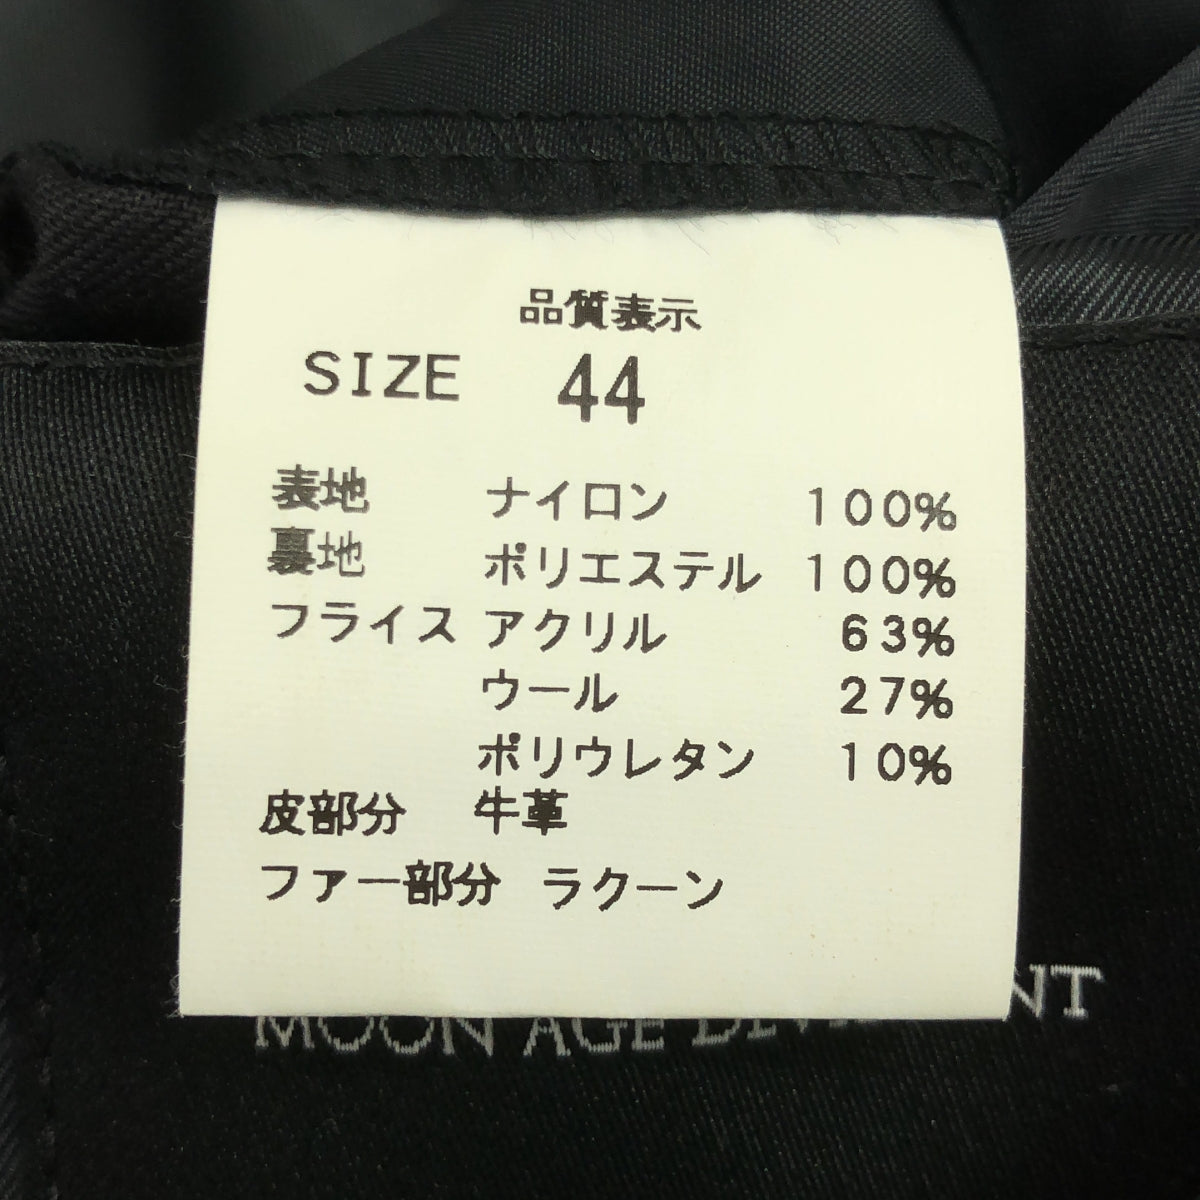 品質表示
SIZE 44
表地 ナイロン 100%
裏地 ポリエステル 100%
フライス アクリル 63%
ウール 27%
ポリウレタン 10%
皮部分 牛革
ファー部分 ラクーン
MOON AGE